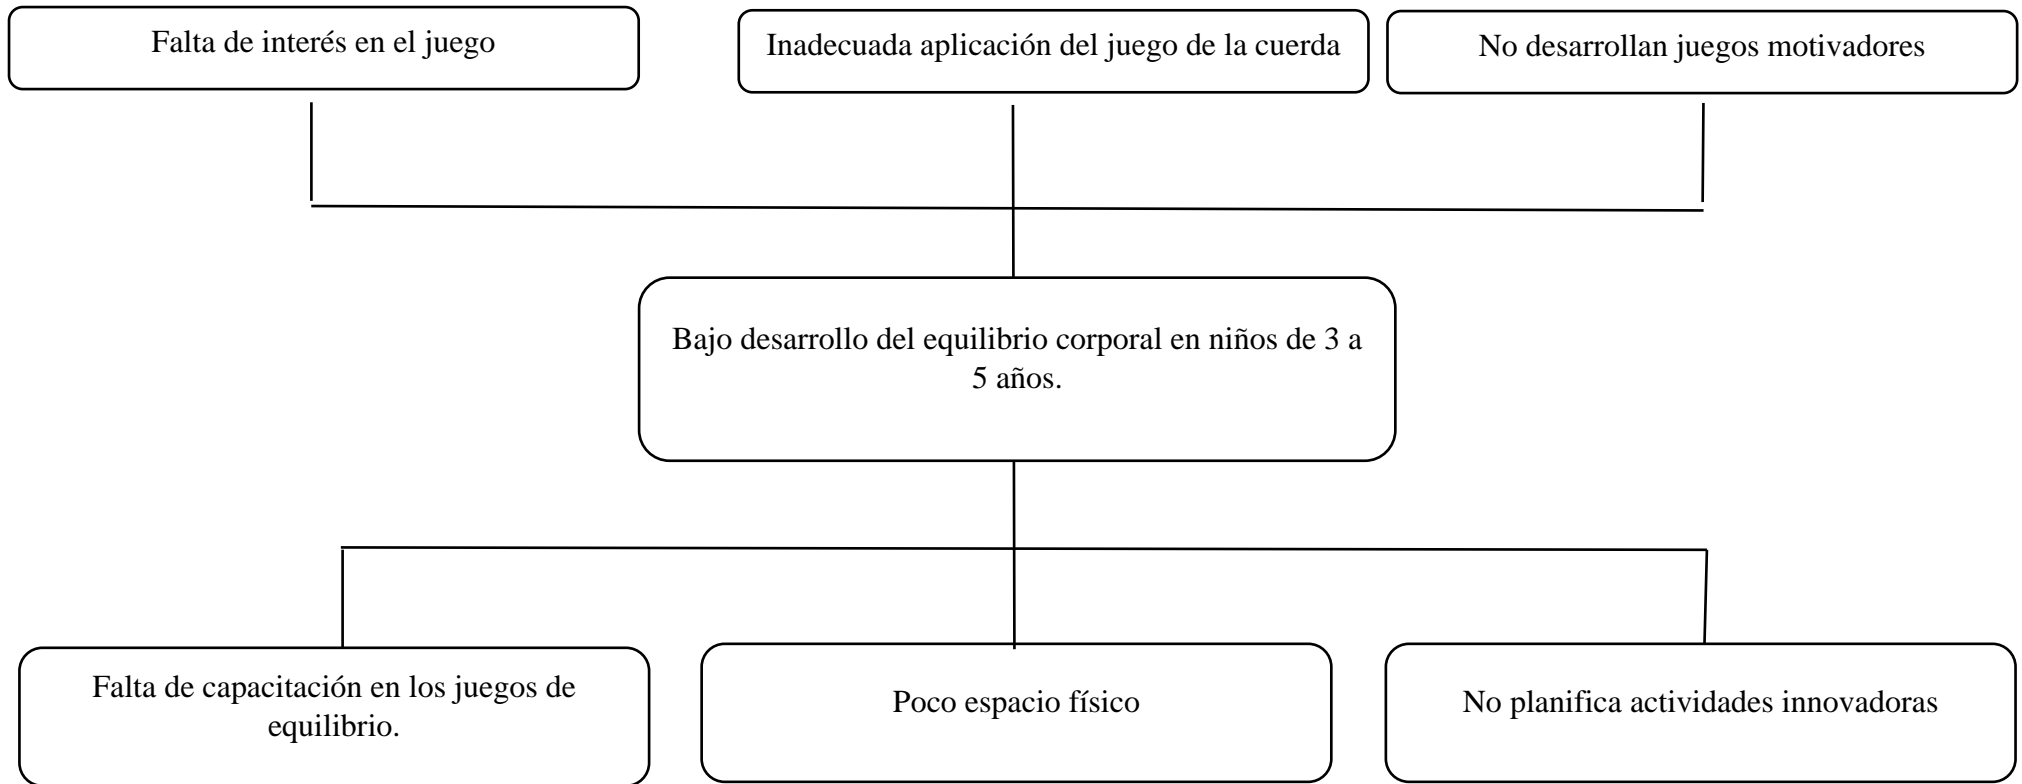 Falta de interés en el juego
Inadecuada aplicación del juego de la cuerda
No desarrollan juegos motivadores
Bajo desarrollo del equilibrio corporal en niños de 3 a
5 años.
Falta de capacitación en los juegos de
equilibrio.
Poco espacio físico
No planifica actividades innovadoras